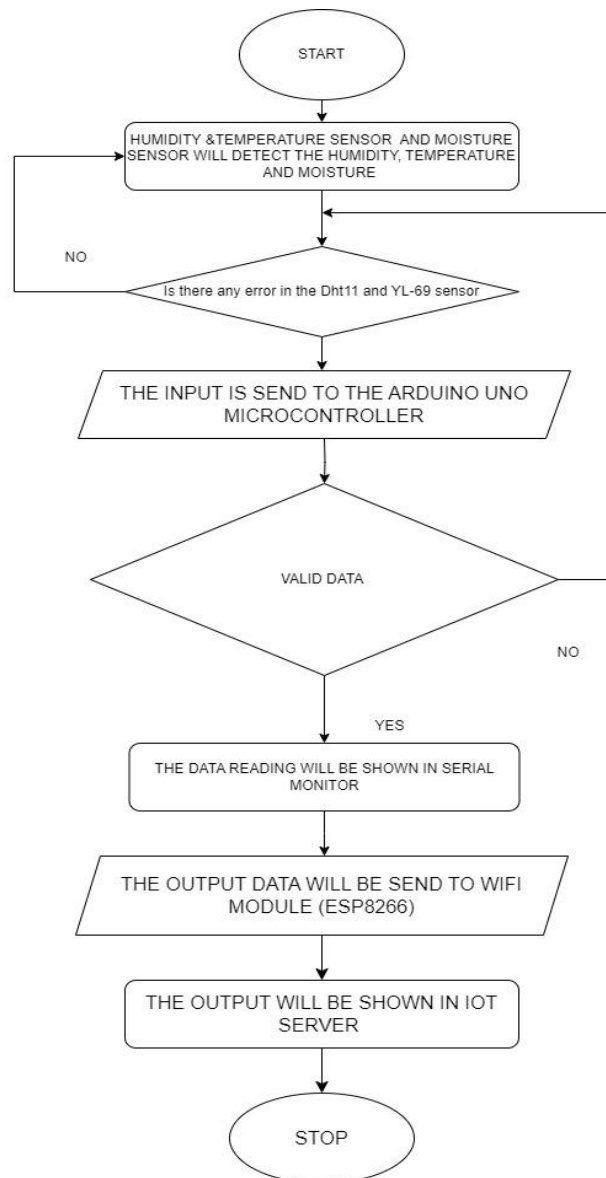 START
HUMIDITY &TEMPERATURE SENSOR AND MOISTURE
SENSOR WILL DETECT THE HUMIDITY, TEMPERATURE
AND MOISTURE
NO
Is there any error in the Dht11 and YL-69 sensor
THE INPUT IS SEND TO THE ARDUINO UNO
MICROCONTROLLER
VALID DATA
NO
YES
THE DATA READING WILL BE SHOWN IN SERIAL
MONITOR
THE OUTPUT DATA WILL BE SEND TO WIFI
MODULE (ESP8266)
THE OUTPUT WILL BE SHOWN IN IOT
SERVER
STOP